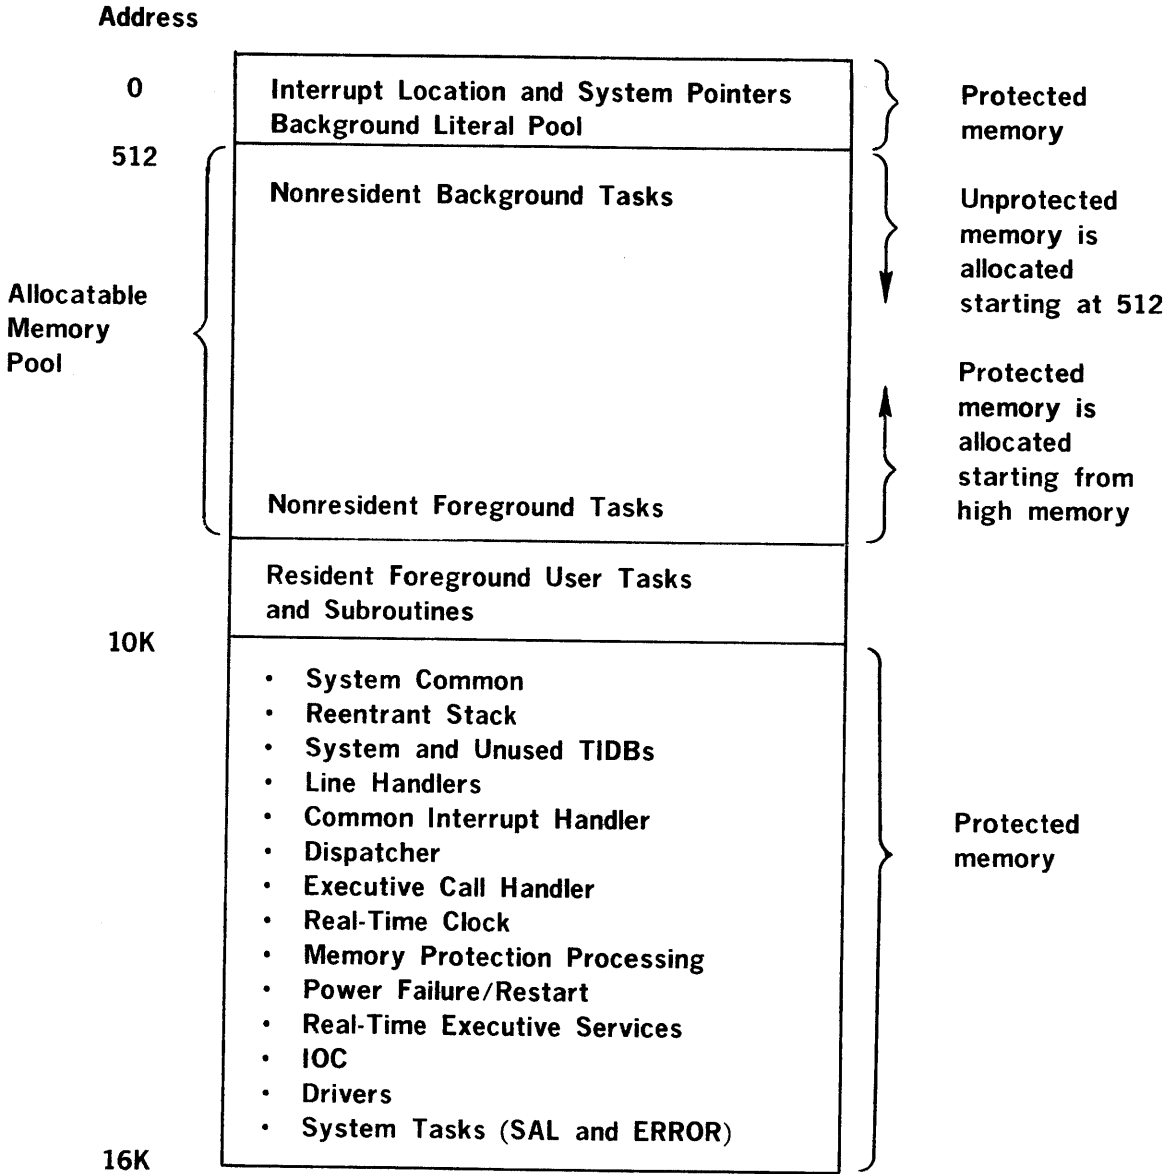 Address
0
Interrupt Location and System Pointers
Background Literal Pool
Protected
memory
512
Nonresident Background Tasks
Unprotected
memory is
allocated
starting at 512
Allocatable
Memory
Pool
Protected
memory is
allocated
starting from
high memory
Nonresident Foreground Tasks
Resident Foreground User Tasks
and Subroutines
10K
• System Common
• Reentrant Stack
• System and Unused TIDBs
• Line Handlers
• Common Interrupt Handler
• Dispatcher
• Executive Call Handler
• Real-Time Clock
• Memory Protection Processing
• Power Failure/Restart
• Real-Time Executive Services
• IOC
• Drivers
• System Tasks (SAL and ERROR)
Protected
memory
16K